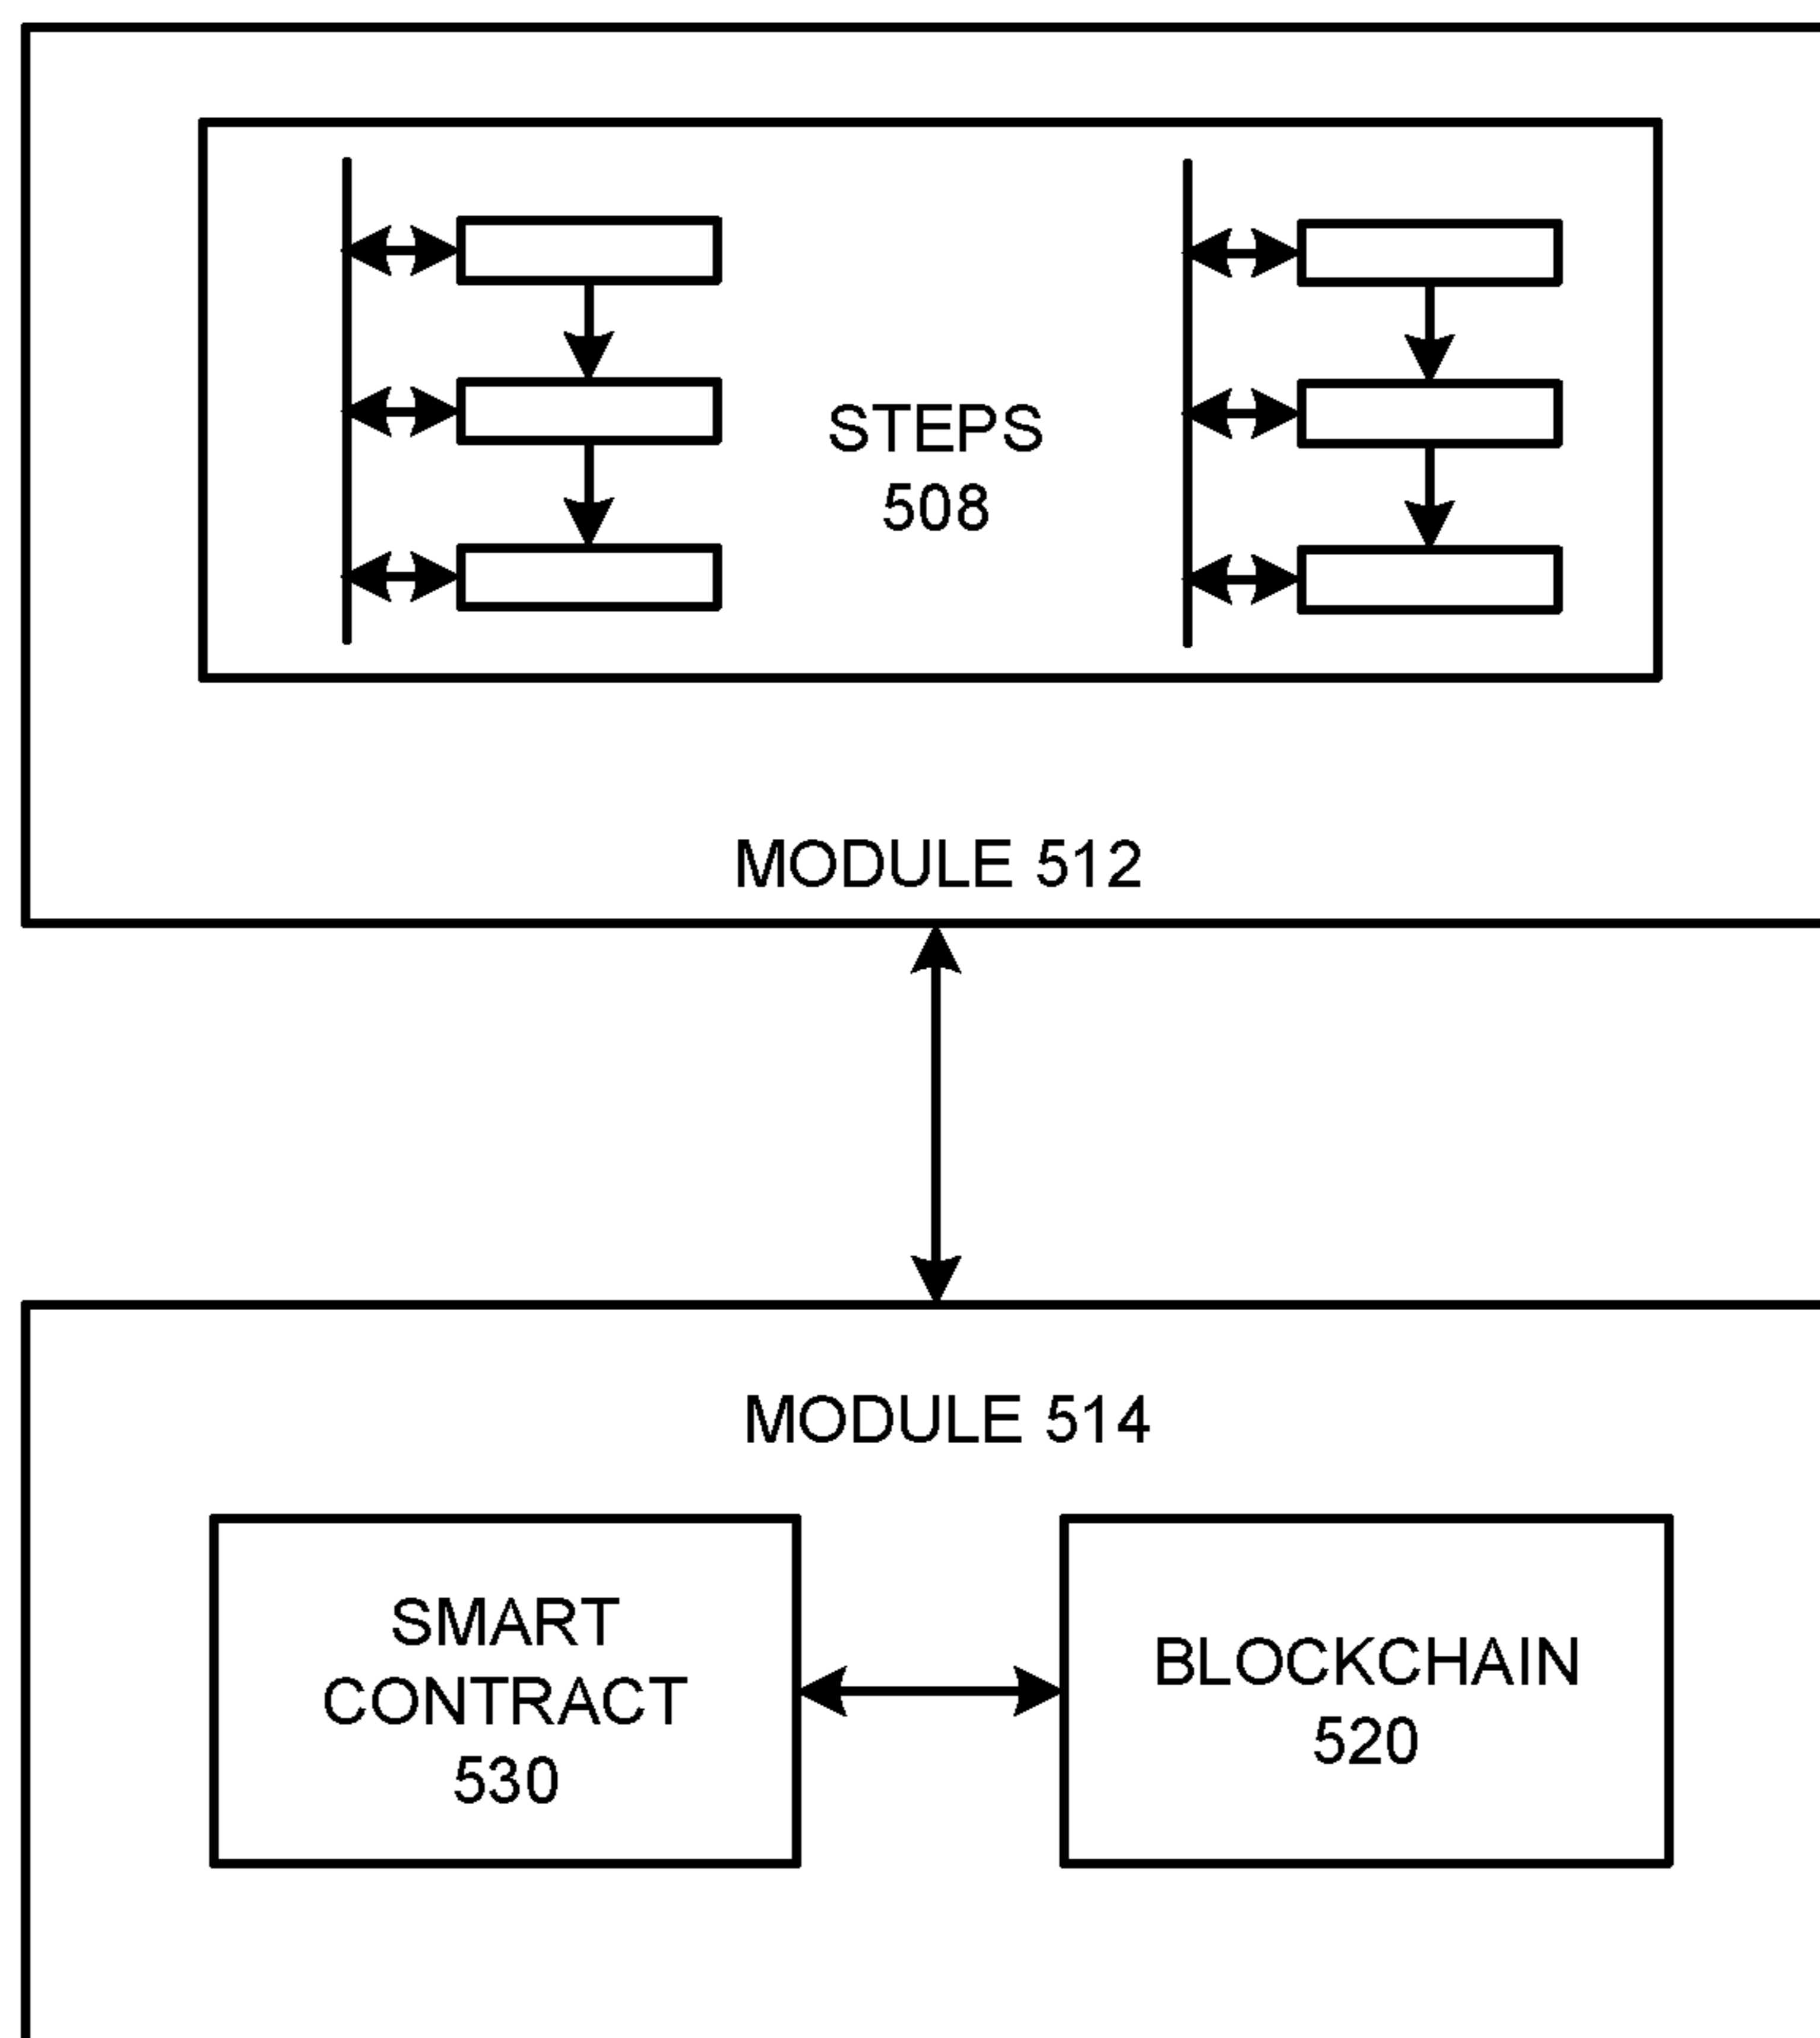 STEPS
508
MODULE 512
MODULE 514
SMART
CONTRACT
530
BLOCKCHAIN
520